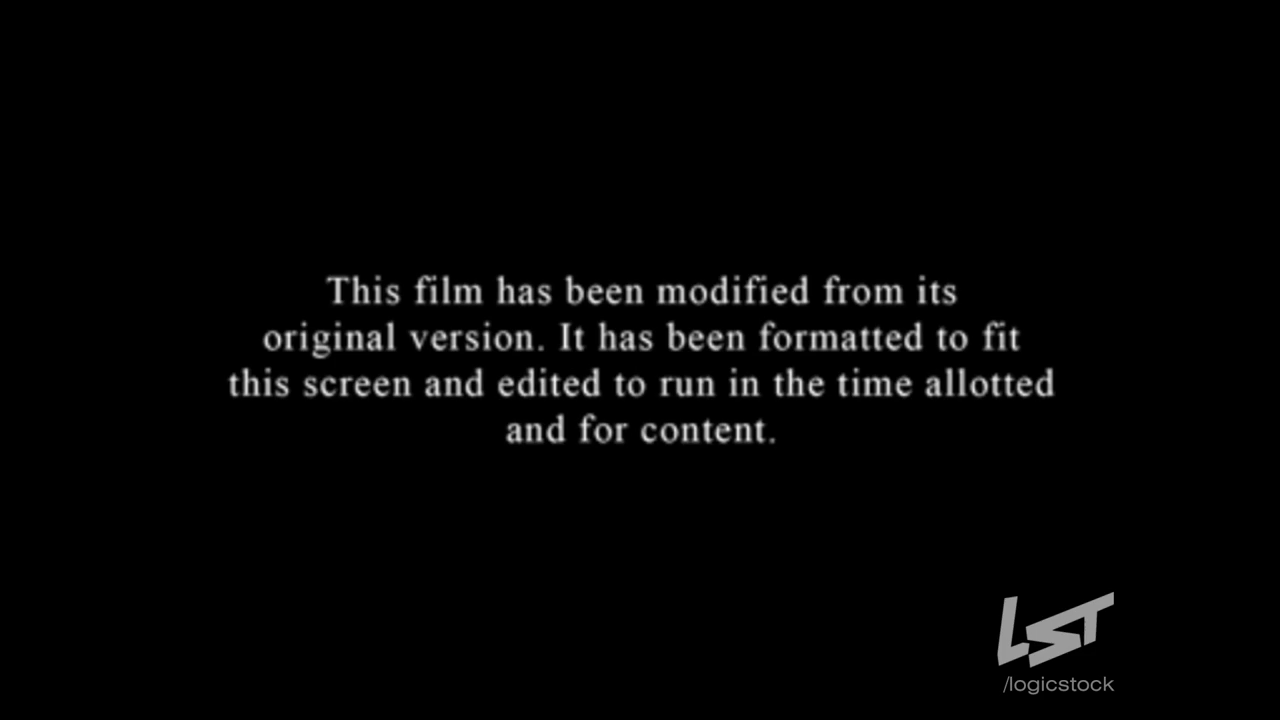 This film has been modified from its
original version. It has been formatted to fit
this screen and edited to run in the time allotted
and for content.
LST
/logicstock